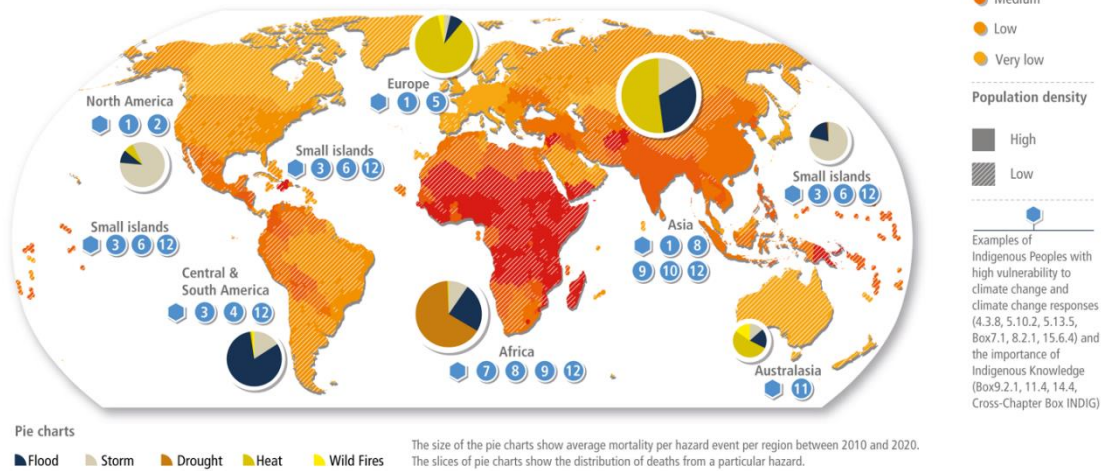 Medium
Low
Very low
Population density
High
Low
Examples of
Indigenous Peoples with
high vulnerability to
climate change and
climate change responses
(4.3.8, 5.10.2, 5.13.5,
Box7.1, 8.2.1, 15.6.4) and
the importance of
Indigenous Knowledge
(Box9.2.1, 11.4, 14.4,
Cross-Chapter Box INDIG)
North America
1 2
Europe
1 5
Small islands
3 6 12
Small islands
3 6 12
Small islands
3 6 12
Asia
1 8
9 10 12
Central &
South America
3 4 12
Africa
7 8 9 12
Australasia
11
Pie charts
Flood Storm Drought Heat Wild Fires
The size of the pie charts show average mortality per hazard event per region between 2010 and 2020.
The slices of pie charts show the distribution of deaths from a particular hazard.